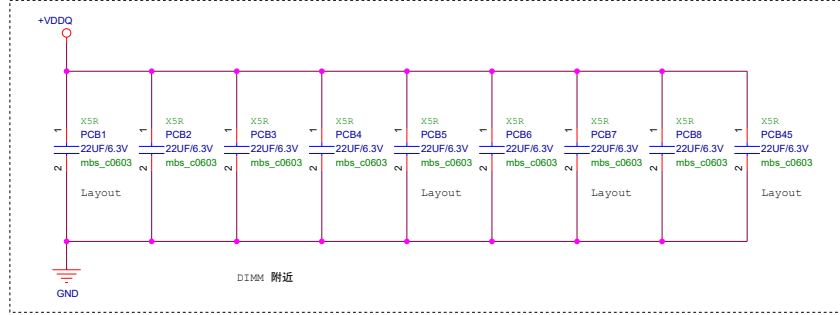 +VDDQ
1
X5R
PCB1
22UF/6.3V
mbs_c0603
2
Layout
1
X5R
PCB2
22UF/6.3V
mbs_c0603
2
1
X5R
PCB3
22UF/6.3V
mbs_c0603
2
1
X5R
PCB4
22UF/6.3V
mbs_c0603
2
1
X5R
PCB5
22UF/6.3V
mbs_c0603
2
Layout
1
X5R
PCB6
22UF/6.3V
mbs_c0603
2
1
X5R
PCB7
22UF/6.3V
mbs_c0603
2
Layout
1
X5R
PCB8
22UF/6.3V
mbs_c0603
2
1
X5R
PCB45
22UF/6.3V
mbs_c0603
2
Layout
GND
DIMM 附近